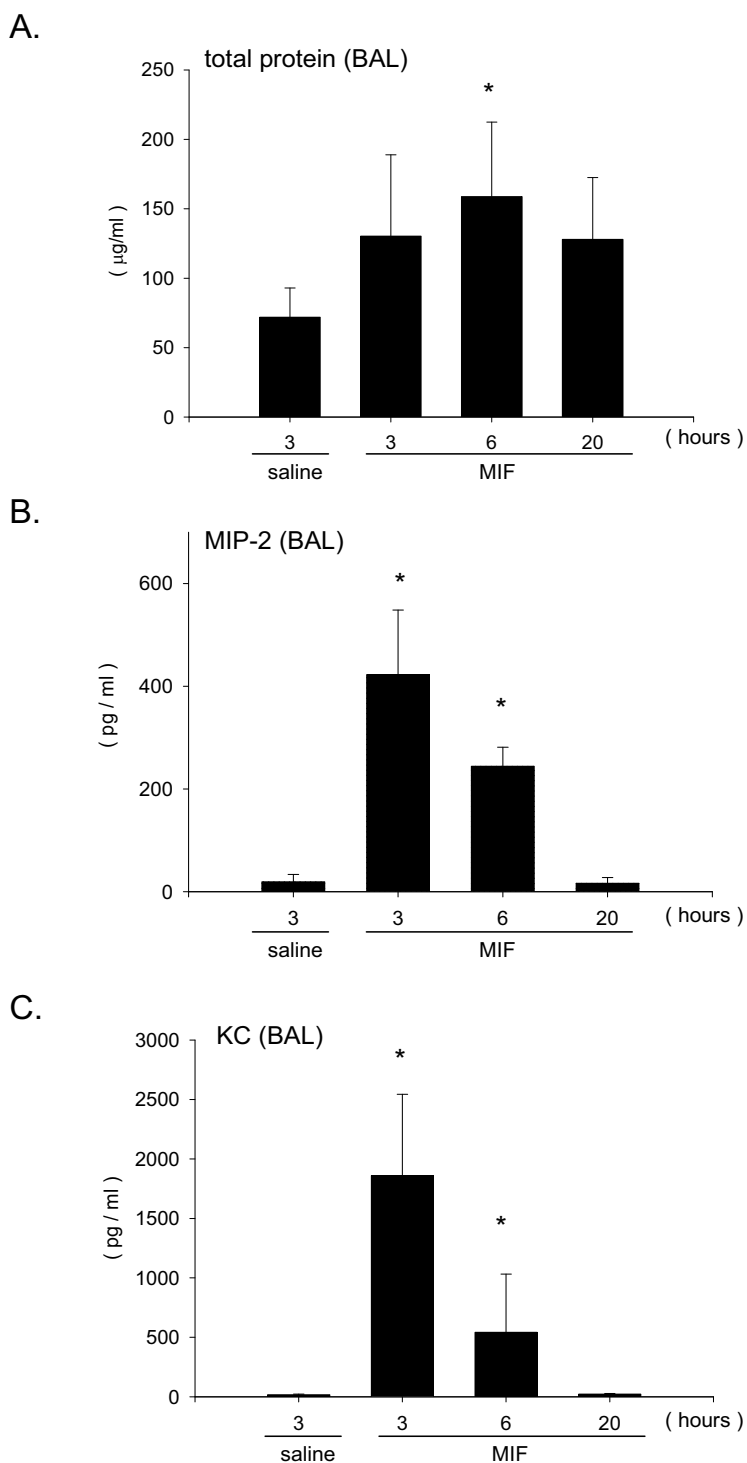 A.
total protein (BAL)
250
*
200
150
( µg/ml )
100
50
0
3 3 6 20 ( hours )
saline MIF
B.
MIP-2 (BAL)
600
*
400
*
( pg / ml )
200
0
3 3 6 20 ( hours )
saline MIF
C.
KC (BAL)
3000
*
2500
2000
( pg / ml )
1500
*
1000
500
0
3 3 6 20 ( hours )
saline MIF